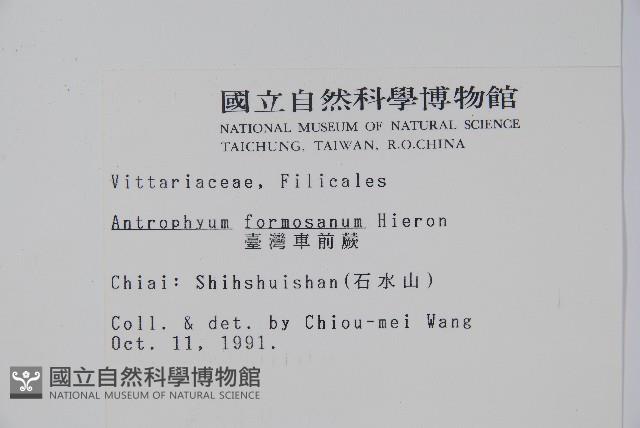 國立自然科學博物館
NATIONAL MUSEUM OF NATURAL SCIENCE
TAICHUNG, TAIWAN, R.O.CHINA
Vittariaceae, Filicales
Antrophyum formosanum Hieron
臺灣車前蕨
Chiai: Shihshuishan(石水山)
Coll. & det. by Chiou-mei Wang
Oct. 11, 1991.
國立自然科學博物館
NATIONAL MUSEUM OF NATURAL SCIENCE